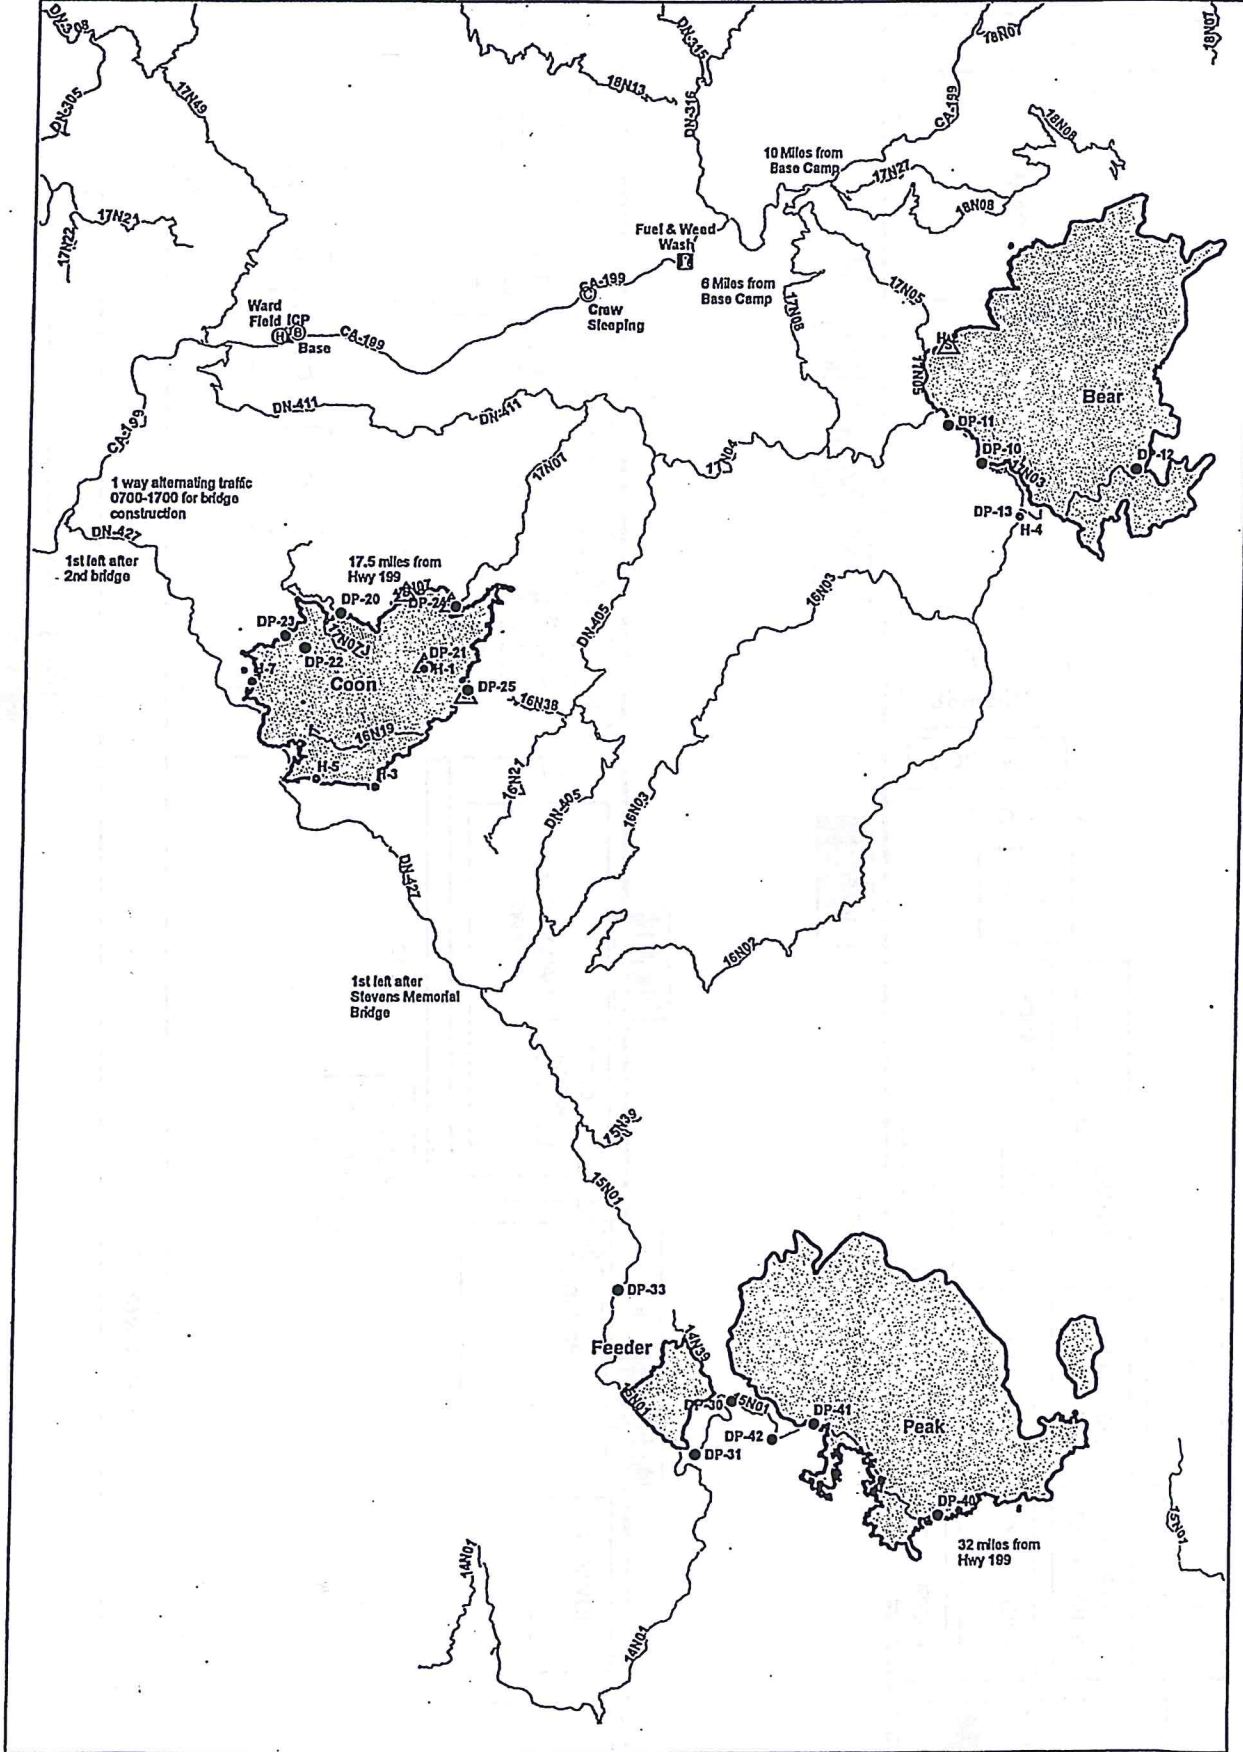 DN-308
DN-305
17N49
17N21
17N22
18N13
DN-315
DN-316
18N07
18N07
CA-199
18N08
10 Miles from
Base Camp
17N27
18N08
Fuel & Weed
Wash
6 Miles from
Base Camp
CA-199
Crew
Sleeping
17N08
17N05
17N05
Ward
Field ICP
H
B
Base
CA-199
CA-199
DN-411
DN-411
17N07
17N04
Bear
DP-11
DP-10
17N03
DP-12
DP-13
H-4
1 way alternating traffic
0700-1700 for bridge
construction
DN-427
1st left after
2nd bridge
17.5 miles from
Hwy 199
DP-20
DP-24
DP-23
17N07J
DP-22
DP-21
H-1
H-7
Coon
DP-25
16N19
H-5
H-3
16N38
DN-405
16N03
16N27
DN-405
16N03
DN-427
16N02
1st left after
Stevens Memorial
Bridge
15N39
15N01
DP-33
Feeder
14N39
15N01
DP-30
15N01
DP-41
DP-42
DP-31
Peak
DP-40
32 miles from
Hwy 199
15N01
14N01
14N01